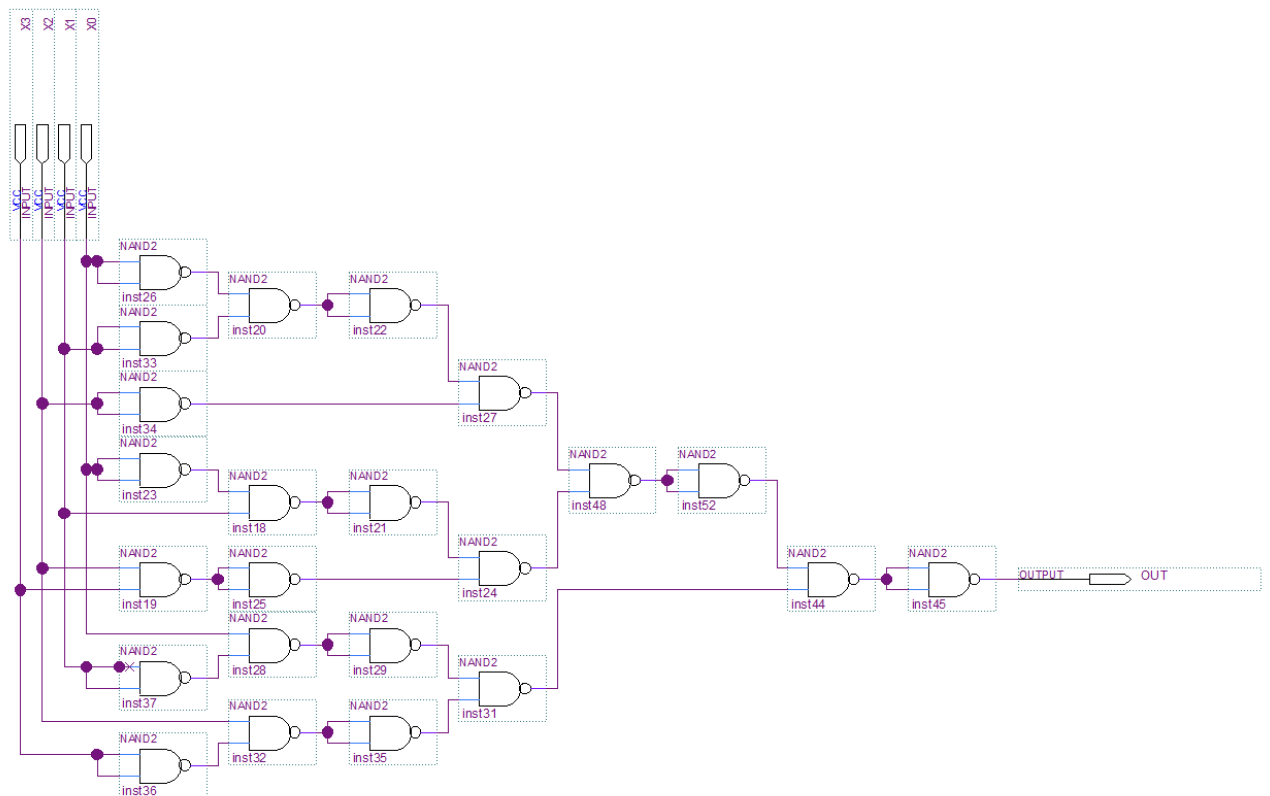 X3
X2
X1
X0
VCC
INPUT
VCC
INPUT
VCC
INPUT
VCC
INPUT
NAND2
inst26
NAND2
inst20
NAND2
inst22
NAND2
inst33
NAND2
inst34
NAND2
inst27
NAND2
inst23
NAND2
inst18
NAND2
inst21
NAND2
inst48
NAND2
inst52
NAND2
inst19
NAND2
inst25
NAND2
inst24
NAND2
inst44
NAND2
inst45
OUTPUT
OUT
NAND2
inst28
NAND2
inst29
NAND2
inst37
NAND2
inst31
NAND2
inst32
NAND2
inst35
NAND2
inst36